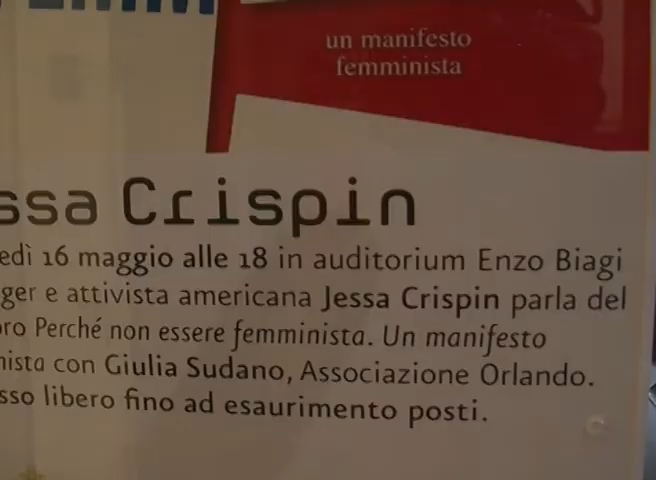 un manifesto
femminista
ssa Crispin
edì 16 maggio alle 18 in auditorium Enzo Biagi
ger e attivista americana Jessa Crispin parla del
ro Perché non essere femminista. Un manifesto
nista con Giulia Sudano, Associazione Orlando.
sso libero fino ad esaurimento posti.